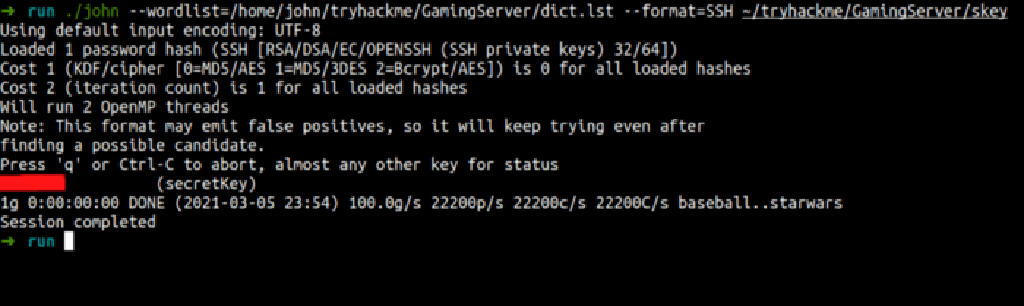 → run ./john --wordlist=/home/john/tryhackme/GamingServer/dict.lst --format=SSH ~/tryhackme/GamingServer/skey
Using default input encoding: UTF-8
Loaded 1 password hash (SSH [RSA/DSA/EC/OPENSSH (SSH private keys) 32/64])
Cost 1 (KDF/cipher [0=MD5/AES 1=MD5/3DES 2=Bcrypt/AES]) is 0 for all loaded hashes
Cost 2 (iteration count) is 1 for all loaded hashes
Will run 2 OpenMP threads
Note: This format may emit false positives, so it will keep trying even after
finding a possible candidate.
Press 'q' or Ctrl-C to abort, almost any other key for status
(secretKey)
1g 0:00:00:00 DONE (2021-03-05 23:54) 100.0g/s 22200p/s 22200c/s 22200C/s baseball..starwars
Session completed
→ run